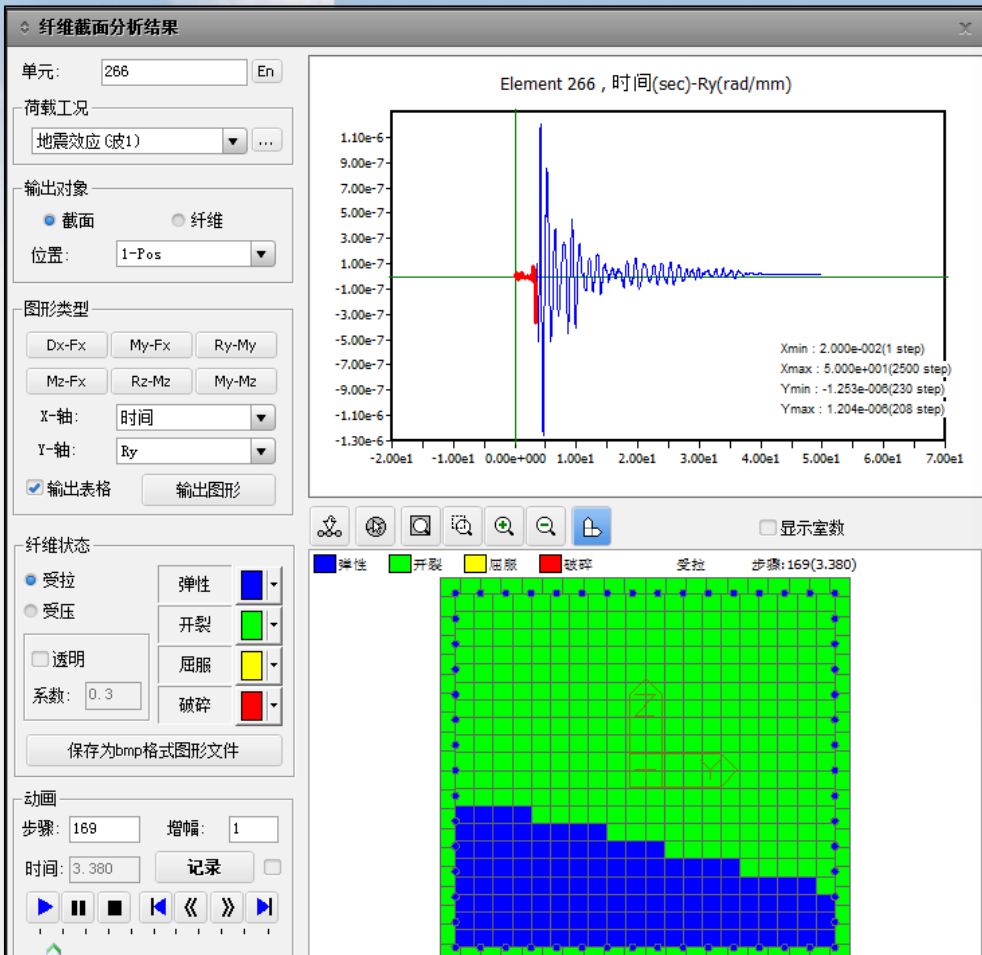 纤维截面分析结果
单元: 266 En
荷载工况
地震效应(波1) ...
输出对象
截面 纤维
位置: 1-Pos
图形类型
Dx-Fx My-Fx Ry-My
Mz-Fx Rz-Mz My-Mz
X-轴: 时间
Y-轴: Ry
输出表格 输出图形
纤维状态
受拉
受压
透明
系数: 0.3
弹性
开裂
屈服
破碎
保存为bmp格式图形文件
动画
步骤: 169 增幅: 1
时间: 3.380 记录
Element 266 , 时间(sec)-Ry(rad/mm)
1.10e-6
9.00e-7
7.00e-7
5.00e-7
3.00e-7
1.00e-7
-1.00e-7
-3.00e-7
-5.00e-7
-7.00e-7
-9.00e-7
-1.10e-6
-1.30e-6
-2.00e1 -1.00e1 0.00e+000 1.00e1 2.00e1 3.00e1 4.00e1 5.00e1 6.00e1 7.00e1
Xmin : 2.000e-002(1 step)
Xmax : 5.000e+001(2500 step)
Ymin : -1.253e-006(230 step)
Ymax : 1.204e-006(208 step)
显示室数
弹性 开裂 屈服 破碎 受拉 步骤:169(3.380)
Z
Y